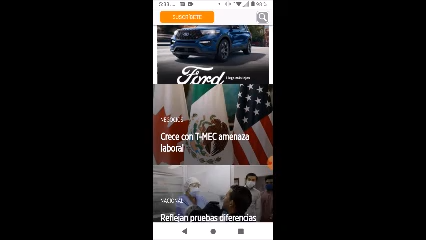 SUSCRÍBETE
Ford
NEGOCIOS
Crece con T-MEC amenaza
laboral
NACIONAL
Reflejan pruebas diferencias